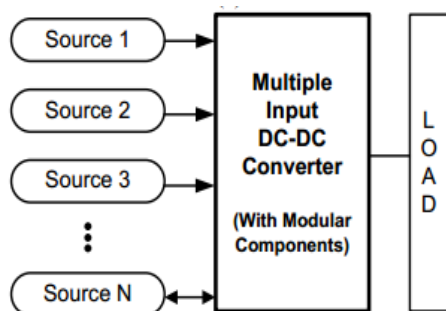 Source 1
Source 2
Source 3
Source N
Multiple
Input
DC-DC
Converter
(With Modular
Components)
L
O
A
D